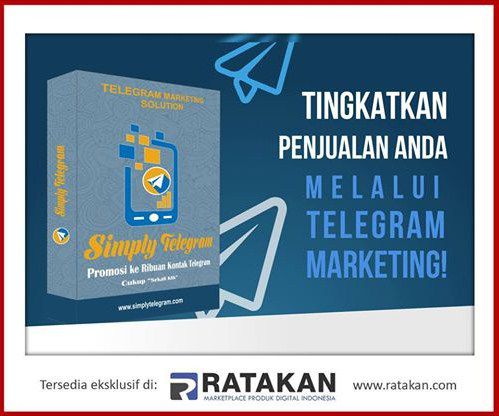 TELEGRAM MARKETING
SOLUTION
Simply Telegram
Simply Telegram
Promosi ke Ribuan Kontak Telegram
Cukup "Sekali Klik"
www.simplytelegram.com
TINGKATKAN
PENJUALAN ANDA
MELALUI
TELEGRAM
MARKETING!
Tersedia eksklusif di:
RATAKAN
MARKETPLACE PRODUK DIGITAL INDONESIA
www.ratakan.com